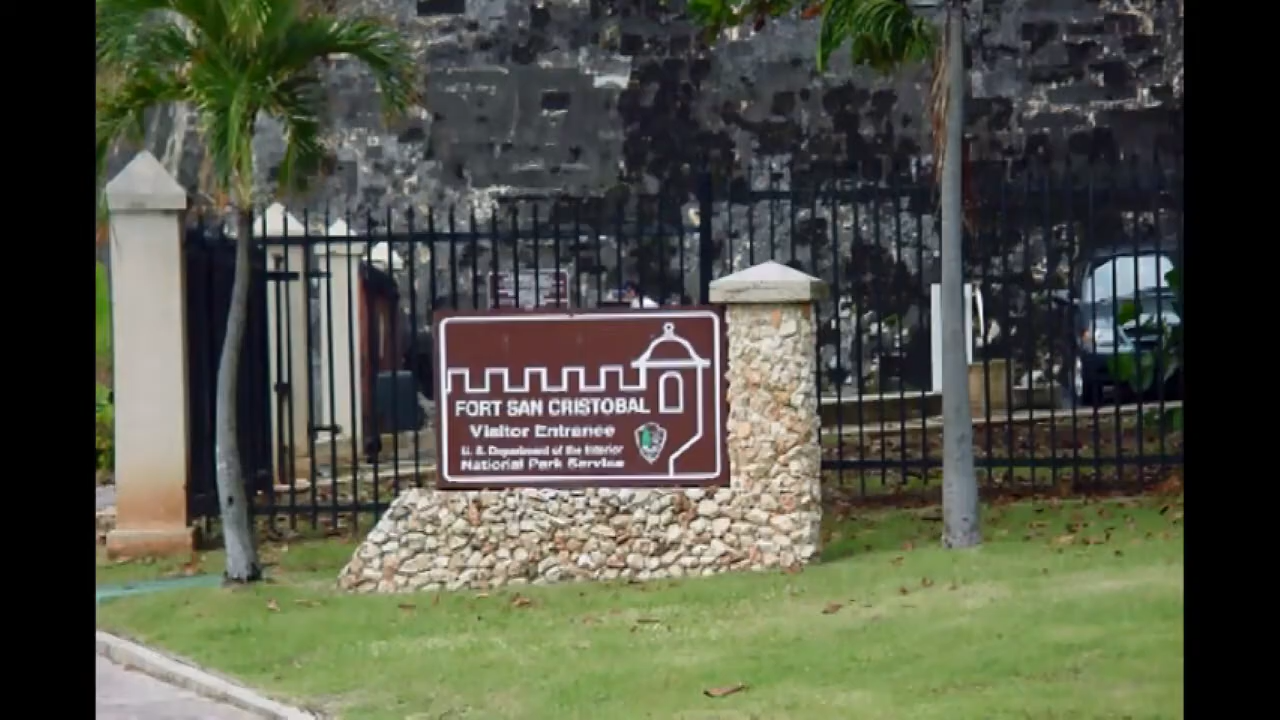 FORT SAN CRISTOBAL
Visitor Entrance
U. S. Department of the Interior
National Park Service